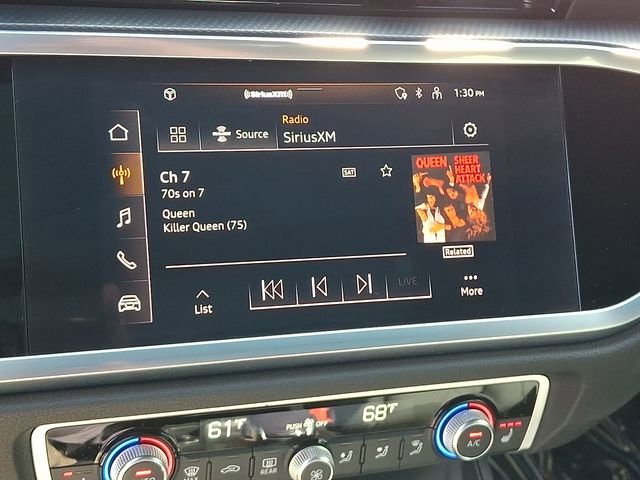 ((SiriusXM))
1:30 PM
Radio
Source
SiriusXM
Ch 7
SAT
70s on 7
Queen
Killer Queen (75)
QUEEN SHEER
HEART
ATTACK
Related
LIVE
List
More
61°F
PUSH OFF
68°F
MAX
REAR
A/C